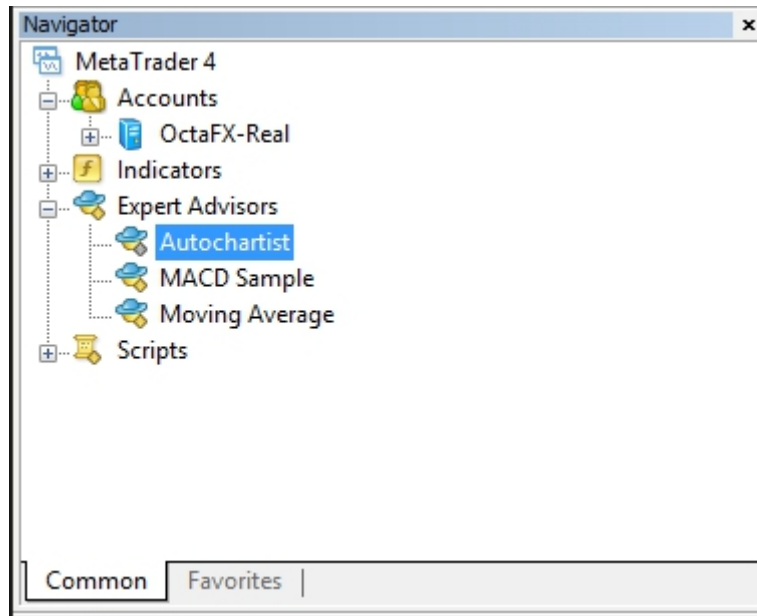 Navigator
MetaTrader 4
Accounts
OctaFX-Real
Indicators
Expert Advisors
Autochartist
MACD Sample
Moving Average
Scripts
Common Favorites